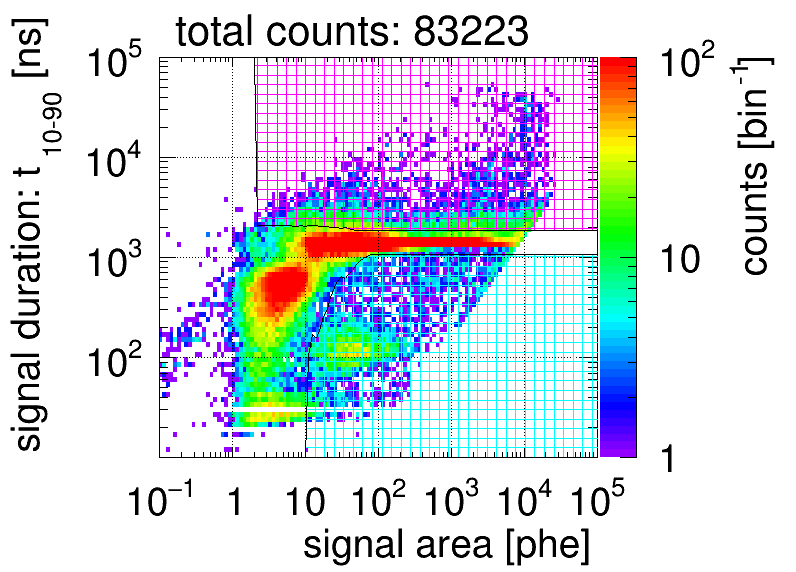 total counts: 83223
signal duration: t 10-90 [ns]
10^5
10^4
10^3
10^2
10^-1 1 10 10^2 10^3 10^4 10^5
signal area [phe]
10^2
10
1
counts [bin^-1]